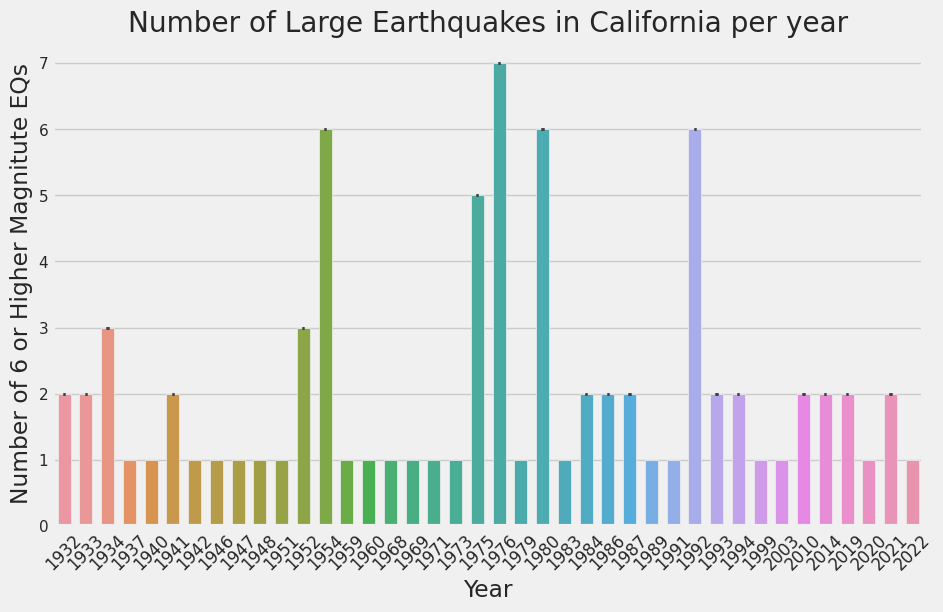 Number of Large Earthquakes in California per year
Number of 6 or Higher Magnitute EQs
7
6
5
4
3
2
1
0
1932 1933 1934 1937 1940 1941 1942 1946 1947 1948 1951 1952 1954 1959 1960 1968 1969 1971 1973 1975 1976 1979 1980 1983 1984 1986 1987 1989 1991 1992 1993 1994 1999 2003 2010 2014 2019 2020 2021 2022
Year